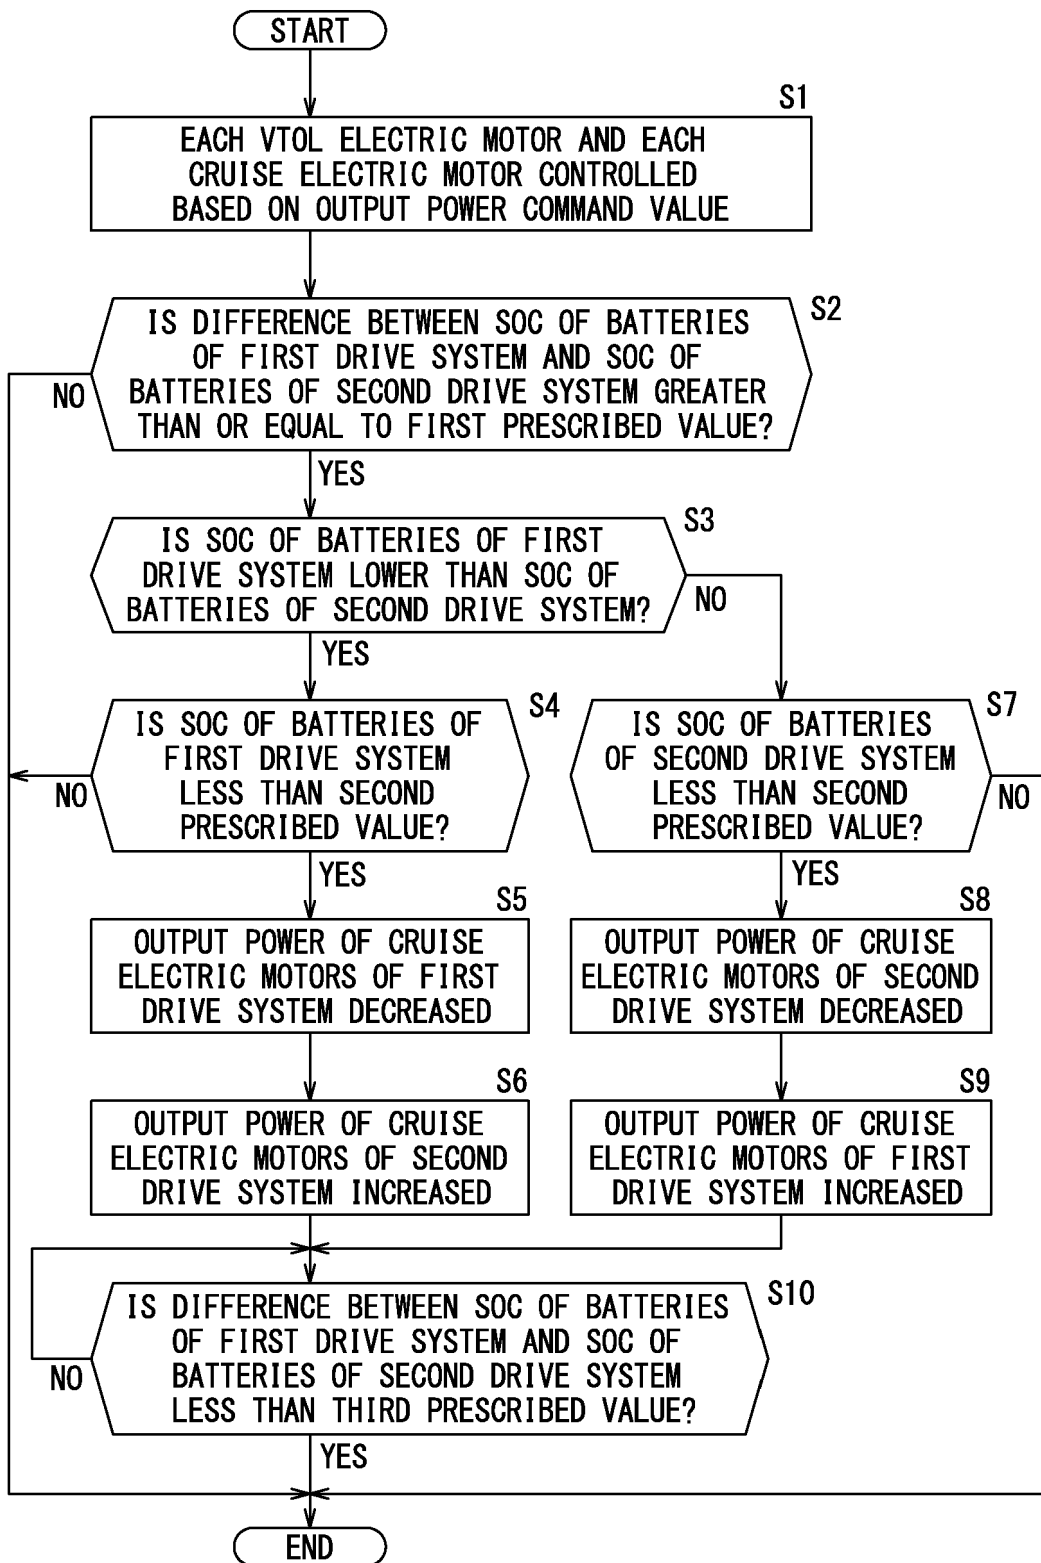 START
S1
EACH VTOL ELECTRIC MOTOR AND EACH
CRUISE ELECTRIC MOTOR CONTROLLED
BASED ON OUTPUT POWER COMMAND VALUE
S2
IS DIFFERENCE BETWEEN SOC OF BATTERIES
OF FIRST DRIVE SYSTEM AND SOC OF
BATTERIES OF SECOND DRIVE SYSTEM GREATER
THAN OR EQUAL TO FIRST PRESCRIBED VALUE?
NO
YES
S3
IS SOC OF BATTERIES OF FIRST
DRIVE SYSTEM LOWER THAN SOC OF
BATTERIES OF SECOND DRIVE SYSTEM?
NO
YES
S4
IS SOC OF BATTERIES OF
FIRST DRIVE SYSTEM
LESS THAN SECOND
PRESCRIBED VALUE?
NO
YES
S7
IS SOC OF BATTERIES
OF SECOND DRIVE SYSTEM
LESS THAN SECOND
PRESCRIBED VALUE?
NO
YES
S5
OUTPUT POWER OF CRUISE
ELECTRIC MOTORS OF FIRST
DRIVE SYSTEM DECREASED
S8
OUTPUT POWER OF CRUISE
ELECTRIC MOTORS OF SECOND
DRIVE SYSTEM DECREASED
S6
OUTPUT POWER OF CRUISE
ELECTRIC MOTORS OF SECOND
DRIVE SYSTEM INCREASED
S9
OUTPUT POWER OF CRUISE
ELECTRIC MOTORS OF FIRST
DRIVE SYSTEM INCREASED
S10
IS DIFFERENCE BETWEEN SOC OF BATTERIES
OF FIRST DRIVE SYSTEM AND SOC OF
BATTERIES OF SECOND DRIVE SYSTEM
LESS THAN THIRD PRESCRIBED VALUE?
NO
YES
END